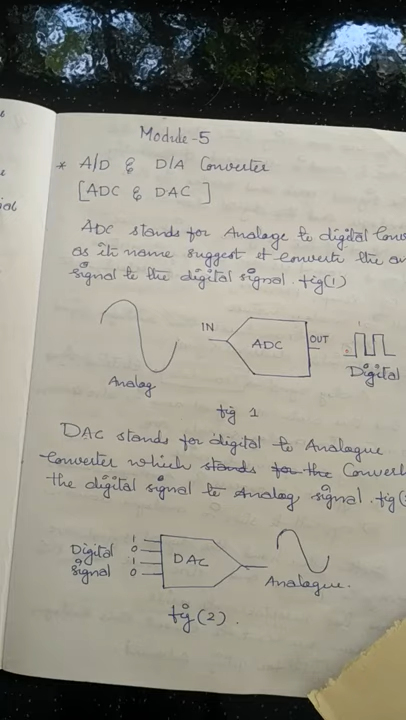 Module-5
* A/D & D/A Converter
[ADC & DAC]
ADC stands for Analoge to digital Conv
as its name suggest it converts the an
signal to the digital signal. fig(1)
IN
ADC
OUT
Analog
Digital
fig 1
DAC stands for digital to Analogue
Converter which stands for the Convert
the digital signal to Analog signal. fig(
Digital
signal
1
0
1
0
DAC
Analogue.
fig(2).